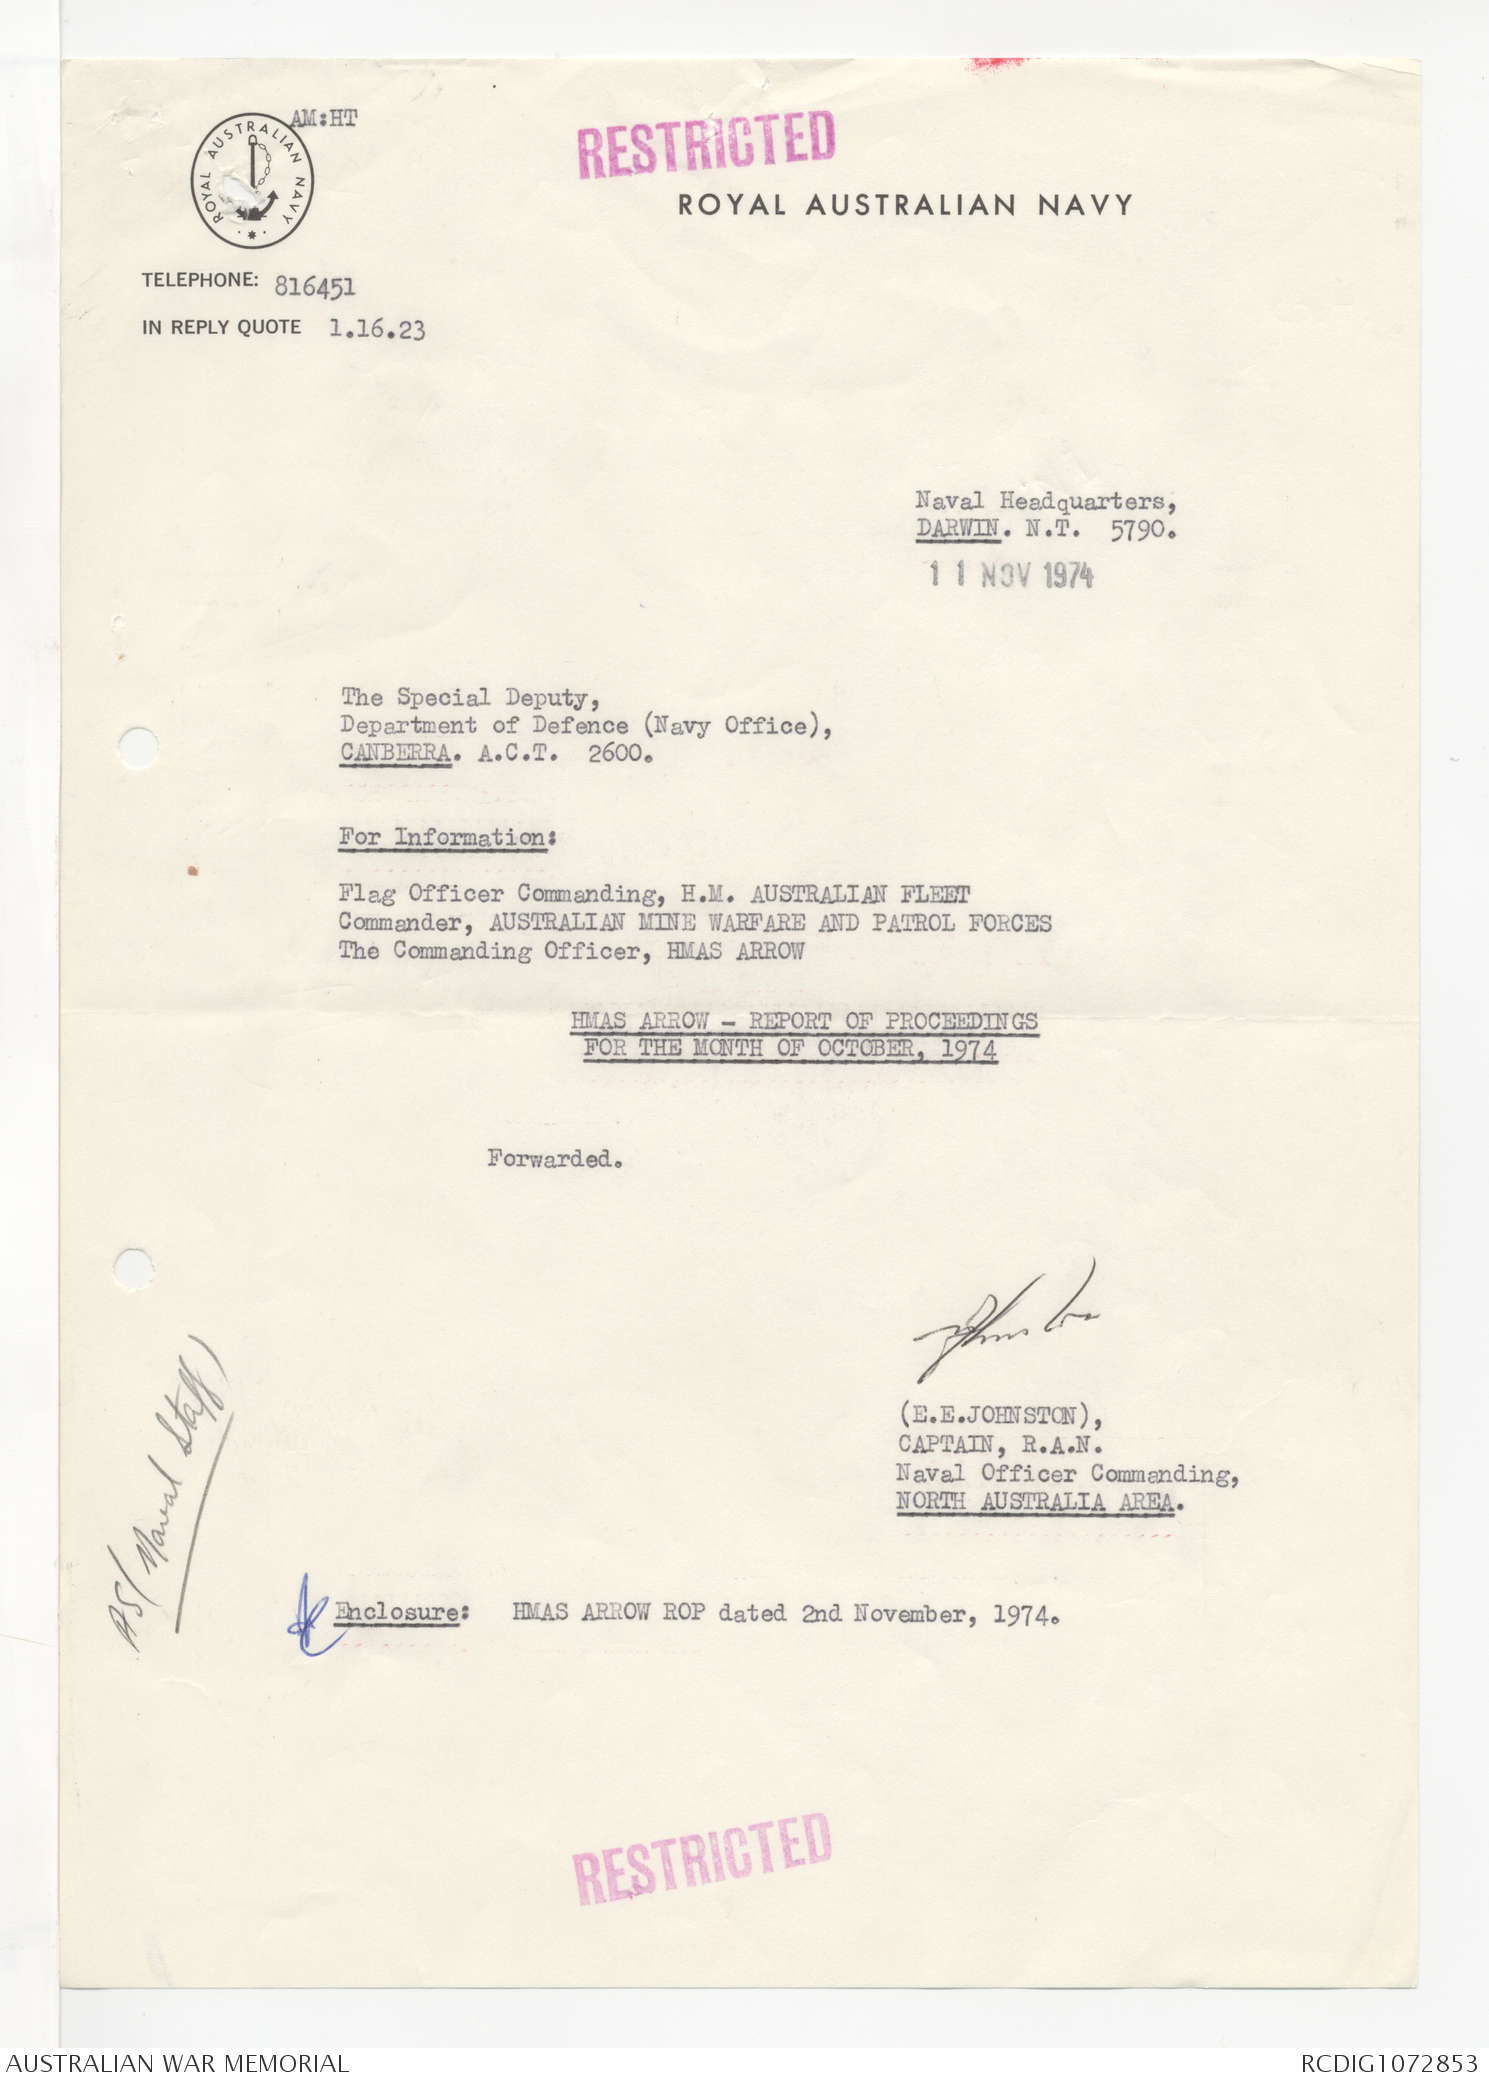 AM:HT
RESTRICTED
ROYAL AUSTRALIAN NAVY
ROYAL AUSTRALIAN NAVY
TELEPHONE: 816451
IN REPLY QUOTE 1.16.23
Naval Headquarters,
DARWIN. N.T. 5790.
11 NOV 1974
The Special Deputy,
Department of Defence (Navy Office),
CANBERRA. A.C.T. 2600.
For Information:
Flag Officer Commanding, H.M. AUSTRALIAN FLEET
Commander, AUSTRALIAN MINE WARFARE AND PATROL FORCES
The Commanding Officer, HMAS ARROW
HMAS ARROW - REPORT OF PROCEEDINGS
FOR THE MONTH OF OCTOBER, 1974
Forwarded.
(E.E.JOHNSTON),
CAPTAIN, R.A.N.
Naval Officer Commanding,
NORTH AUSTRALIA AREA.
AS(Naval Staff)
Enclosure: HMAS ARROW ROP dated 2nd November, 1974.
RESTRICTED
AUSTRALIAN WAR MEMORIAL
RCDIG1072853